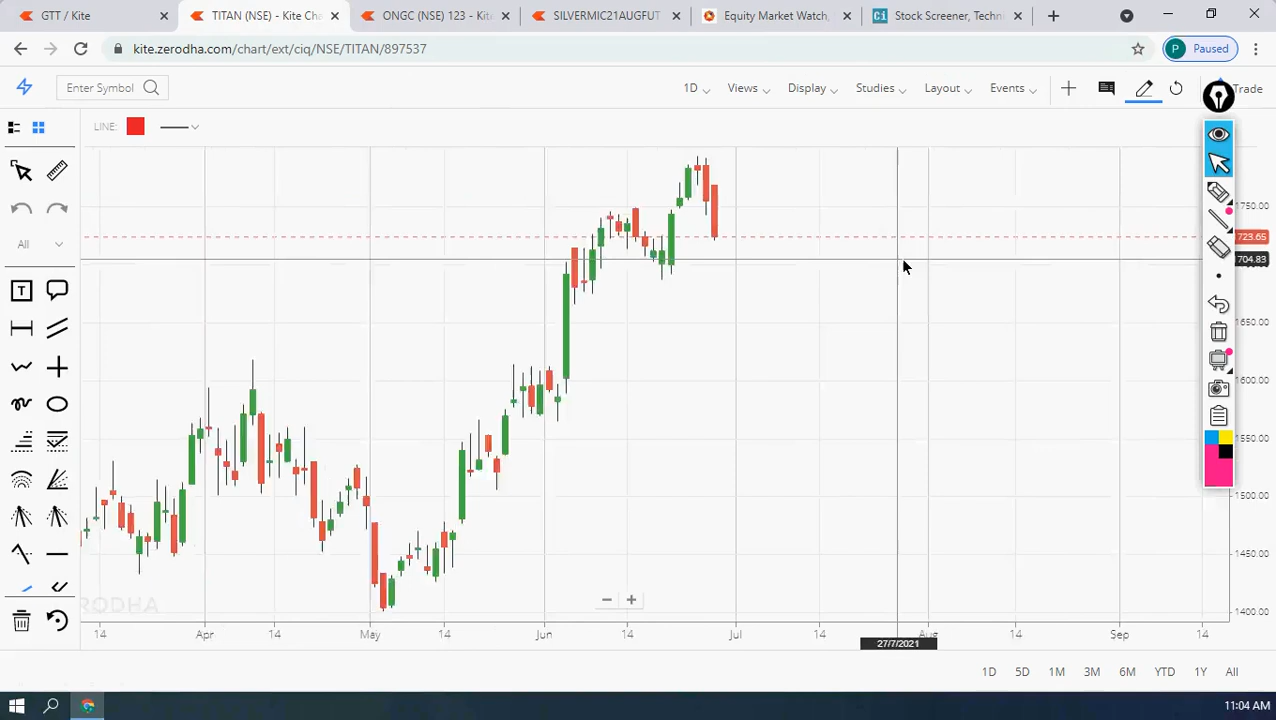 GTT / Kite
TITAN (NSE) - Kite Cha
ONGC (NSE) 123 - Kite
SILVERMIC21AUGFUT
Equity Market Watch,
Stock Screener, Techni
kite.zerodha.com/chart/ext/ciq/NSE/TITAN/897537
P Paused
Enter Symbol
1D Views Display Studies Layout Events
Trade
LINE:
All
T
1750.00
723.65
1704.83
1650.00
1600.00
1550.00
1500.00
1450.00
1400.00
14 Apr 14 May 14 Jun 14 Jul 14 Aug 14 Sep 14
27/7/2021
1D 5D 1M 3M 6M YTD 1Y All
11:04 AM